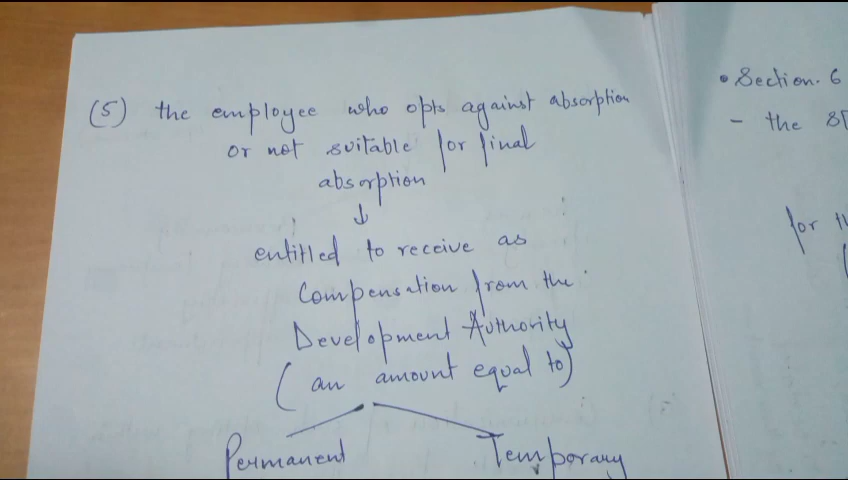 (5) the employee who opts against absorption
or not suitable for final
absorption
↓
entitled to receive as
Compensation from the
Development Authority
(an amount equal to)
Permanent Temporary
• Section. 6
- the
for